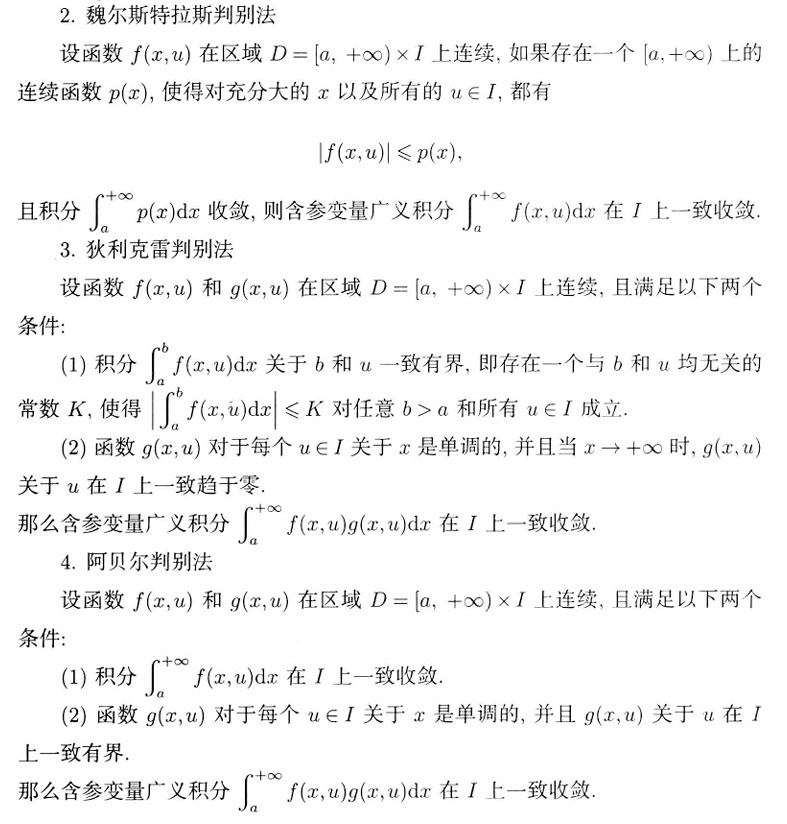 2. 魏尔斯特拉斯判别法
设函数 $f(x,u)$ 在区域 $D=[a,+\infty)\times I$ 上连续, 如果存在一个 $[a,+\infty)$ 上的
连续函数 $p(x)$, 使得对充分大的 $x$ 以及所有的 $u\in I$, 都有
$|f(x,u)|\leqslant p(x),$
且积分 $\int_a^{+\infty} p(x)\mathrm{d}x$ 收敛, 则含参变量广义积分 $\int_a^{+\infty} f(x,u)\mathrm{d}x$ 在 $I$ 上一致收敛.
3. 狄利克雷判别法
设函数 $f(x,u)$ 和 $g(x,u)$ 在区域 $D=[a,+\infty)\times I$ 上连续, 且满足以下两个
条件:
(1) 积分 $\int_a^b f(x,u)\mathrm{d}x$ 关于 $b$ 和 $u$ 一致有界, 即存在一个与 $b$ 和 $u$ 均无关的
常数 $K$, 使得 $\left|\int_a^b f(x,u)\mathrm{d}x\right|\leqslant K$ 对任意 $b>a$ 和所有 $u\in I$ 成立.
(2) 函数 $g(x,u)$ 对于每个 $u\in I$ 关于 $x$ 是单调的, 并且当 $x\to+\infty$ 时, $g(x,u)$
关于 $u$ 在 $I$ 上一致趋于零.
那么含参变量广义积分 $\int_a^{+\infty} f(x,u)g(x,u)\mathrm{d}x$ 在 $I$ 上一致收敛.
4. 阿贝尔判别法
设函数 $f(x,u)$ 和 $g(x,u)$ 在区域 $D=[a,+\infty)\times I$ 上连续, 且满足以下两个
条件:
(1) 积分 $\int_a^{+\infty} f(x,u)\mathrm{d}x$ 在 $I$ 上一致收敛.
(2) 函数 $g(x,u)$ 对于每个 $u\in I$ 关于 $x$ 是单调的, 并且 $g(x,u)$ 关于 $u$ 在 $I$
上一致有界.
那么含参变量广义积分 $\int_a^{+\infty} f(x,u)g(x,u)\mathrm{d}x$ 在 $I$ 上一致收敛.